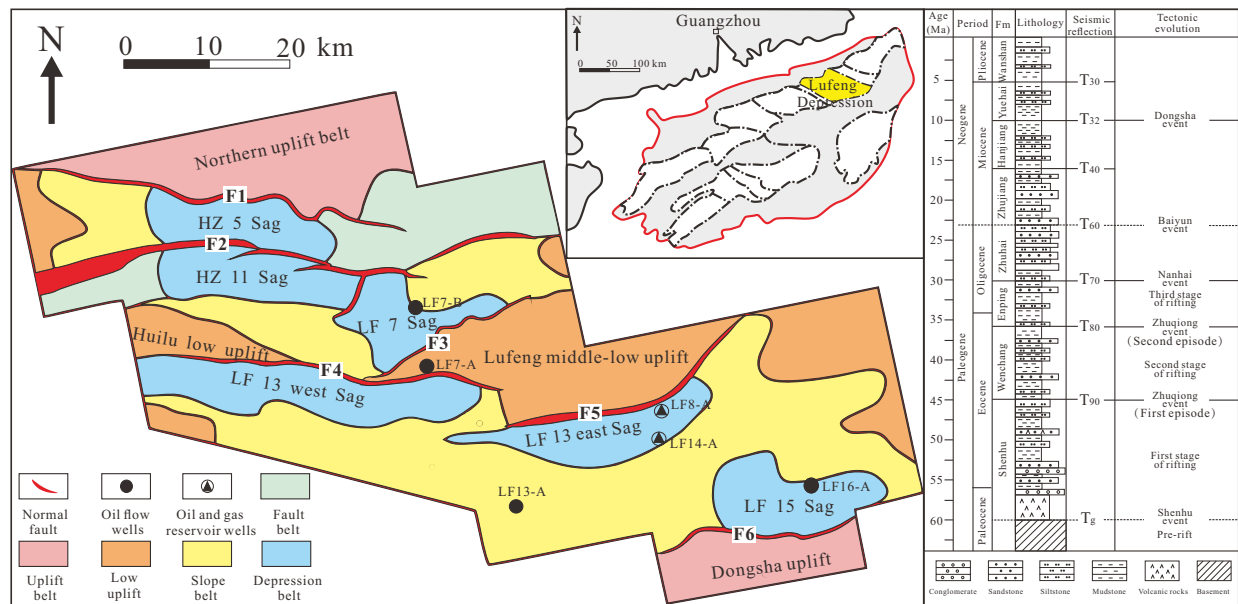 N
0 10 20 km
Northern uplift belt
F1
HZ 5 Sag
F2
HZ 11 Sag
LF7-B
LF 7 Sag
Huilu low uplift
F3
LF7-A
Lufeng middle-low uplift
F4
LF 13 west Sag
F5
LF8-A
LF 13 east Sag
LF14-A
LF13-A
LF16-A
LF 15 Sag
F6
Dongsha uplift
Normal
fault
Oil flow
wells
Oil and gas
reservoir wells
Fault
belt
Uplift
belt
Low
uplift
Slope
belt
Depression
belt
N
Guangzhou
0 50 100 km
Lufeng
Depression
Age
(Ma)
Period
Fm
Lithology
Seismic
reflection
Tectonic
evolution
5
10
15
20
25
30
35
40
45
50
55
60
Neogene
Paleogene
Pliocene
Miocene
Oligocene
Eocene
Paleocene
Wanshan
Yuehai
Hanjiang
Zhujiang
Zhuhai
Enping
Wenchang
Shenhu
T30
T32
T40
T60
T70
T80
T90
Tg
Dongsha
event
Baiyun
event
Nanhai
event
Third stage
of rifting
Zhuqiong
event
(Second episode)
Second stage
of rifting
Zhuqiong
event
(First episode)
First stage
of rifting
Shenhu
event
Pre-rift
Conglomerate
Sandstone
Siltstone
Mudstone
Volcanic rocks
Basement